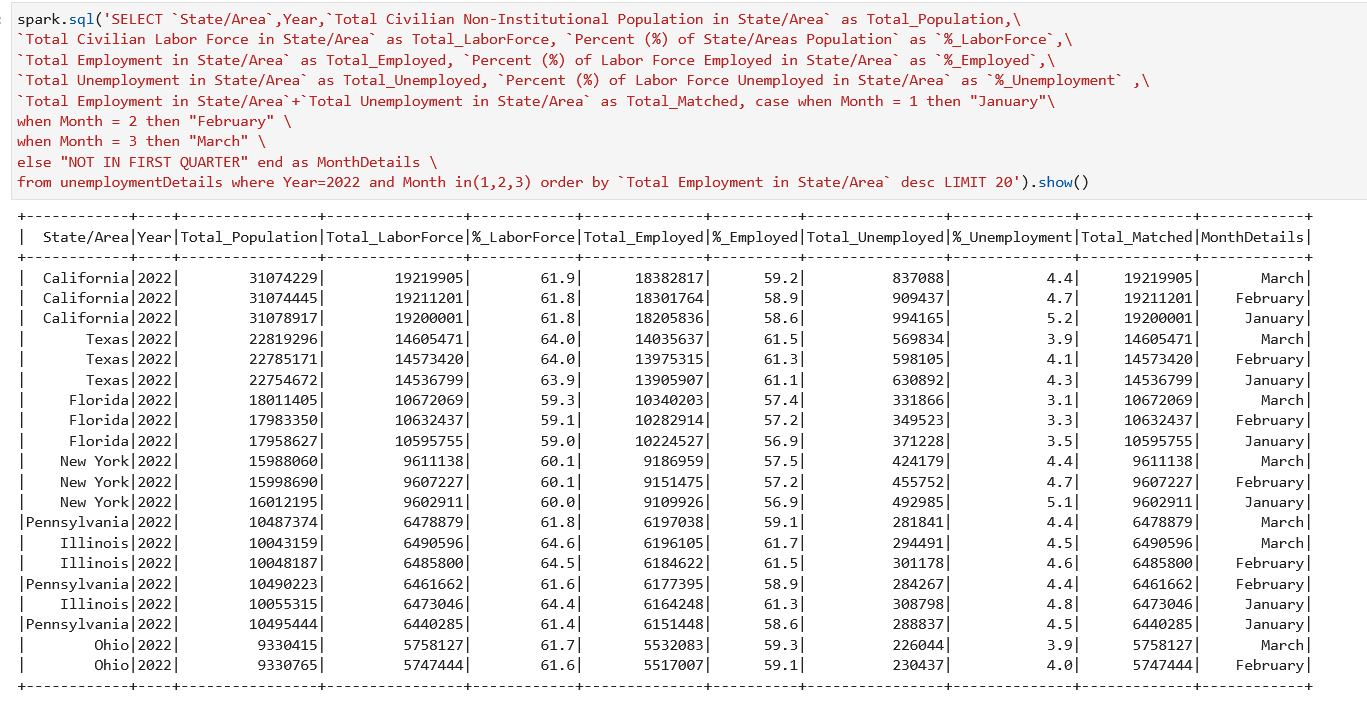 spark.sql('SELECT `State/Area`,Year,`Total Civilian Non-Institutional Population in State/Area` as Total_Population,\
`Total Civilian Labor Force in State/Area` as Total_LaborForce, `Percent (%) of State/Areas Population` as `%_LaborForce`,\
`Total Employment in State/Area` as Total_Employed, `Percent (%) of Labor Force Employed in State/Area` as `%_Employed`,\
`Total Unemployment in State/Area` as Total_Unemployed, `Percent (%) of Labor Force Unemployed in State/Area` as `%_Unemployment` ,\
`Total Employment in State/Area`+`Total Unemployment in State/Area` as Total_Matched, case when Month = 1 then "January"\
when Month = 2 then "February" \
when Month = 3 then "March" \
else "NOT IN FIRST QUARTER" end as MonthDetails \
from unemploymentDetails where Year=2022 and Month in(1,2,3) order by `Total Employment in State/Area` desc LIMIT 20').show()
+------------+----+----------------+----------------+------------+--------------+----------+----------------+--------------+-------------+------------+
|  State/Area|Year|Total_Population|Total_LaborForce|%_LaborForce|Total_Employed|%_Employed|Total_Unemployed|%_Unemployment|Total_Matched|MonthDetails|
+------------+----+----------------+----------------+------------+--------------+----------+----------------+--------------+-------------+------------+
|  California|2022|        31074229|        19219905|        61.9|      18382817|      59.2|          837088|           4.4|     19219905|       March|
|  California|2022|        31074445|        19211201|        61.8|      18301764|      58.9|          909437|           4.7|     19211201|    February|
|  California|2022|        31078917|        19200001|        61.8|      18205836|      58.6|          994165|           5.2|     19200001|     January|
|       Texas|2022|        22819296|        14605471|        64.0|      14035637|      61.5|          569834|           3.9|     14605471|       March|
|       Texas|2022|        22785171|        14573420|        64.0|      13975315|      61.3|          598105|           4.1|     14573420|    February|
|       Texas|2022|        22754672|        14536799|        63.9|      13905907|      61.1|          630892|           4.3|     14536799|     January|
|     Florida|2022|        18011405|        10672069|        59.3|      10340203|      57.4|          331866|           3.1|     10672069|       March|
|     Florida|2022|        17983350|        10632437|        59.1|      10282914|      57.2|          349523|           3.3|     10632437|    February|
|     Florida|2022|        17958627|        10595755|        59.0|      10224527|      56.9|          371228|           3.5|     10595755|     January|
|    New York|2022|        15988060|         9611138|        60.1|       9186959|      57.5|          424179|           4.4|      9611138|       March|
|    New York|2022|        15998690|         9607227|        60.1|       9151475|      57.2|          455752|           4.7|      9607227|    February|
|    New York|2022|        16012195|         9602911|        60.0|       9109926|      56.9|          492985|           5.1|      9602911|     January|
|Pennsylvania|2022|        10487374|         6478879|        61.8|       6197038|      59.1|          281841|           4.4|      6478879|       March|
|    Illinois|2022|        10043159|         6490596|        64.6|       6196105|      61.7|          294491|           4.5|      6490596|       March|
|    Illinois|2022|        10048187|         6485800|        64.5|       6184622|      61.5|          301178|           4.6|      6485800|    February|
|Pennsylvania|2022|        10490223|         6461662|        61.6|       6177395|      58.9|          284267|           4.4|      6461662|    February|
|    Illinois|2022|        10055315|         6473046|        64.4|       6164248|      61.3|          308798|           4.8|      6473046|     January|
|Pennsylvania|2022|        10495444|         6440285|        61.4|       6151448|      58.6|          288837|           4.5|      6440285|     January|
|        Ohio|2022|         9330415|         5758127|        61.7|       5532083|      59.3|          226044|           3.9|      5758127|       March|
|        Ohio|2022|         9330765|         5747444|        61.6|       5517007|      59.1|          230437|           4.0|      5747444|    February|
+------------+----+----------------+----------------+------------+--------------+----------+----------------+--------------+-------------+------------+